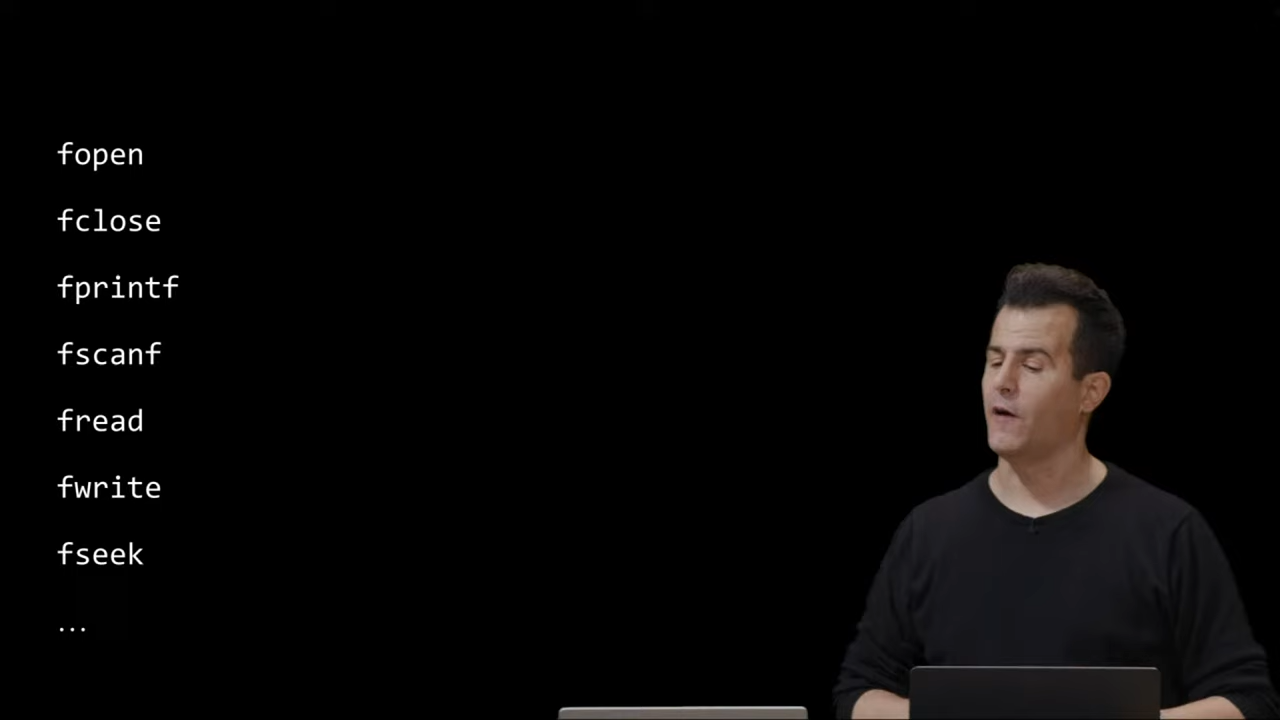 fopen
fclose
fprintf
fscanf
fread
fwrite
fseek
...